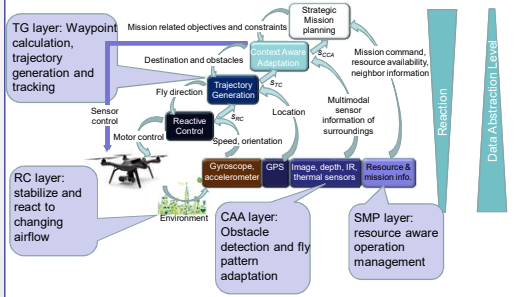 Strategic
Mission
planning
Mission related objectives and constraints
TG layer: Waypoint
calculation,
trajectory
generation and
tracking
Context Aware
Adaptation
sCCA
Mission command,
resource availability,
neighbor information
Destination and obstacles
Trajectory
Generation
sTC
Fly direction
Sensor
control
Reactive
Control
sRC
Location
Multimodal
sensor
information of
surroundings
Motor control
Speed, orientation
Gyroscope,
accelerometer
GPS
Image, depth, IR,
thermal sensors
Resource &
mission info.
Environment
RC layer:
stabilize and
react to
changing
airflow
CAA layer:
Obstacle
detection and fly
pattern
adaptation
SMP layer:
resource aware
operation
management
Reaction
Data Abstraction Level